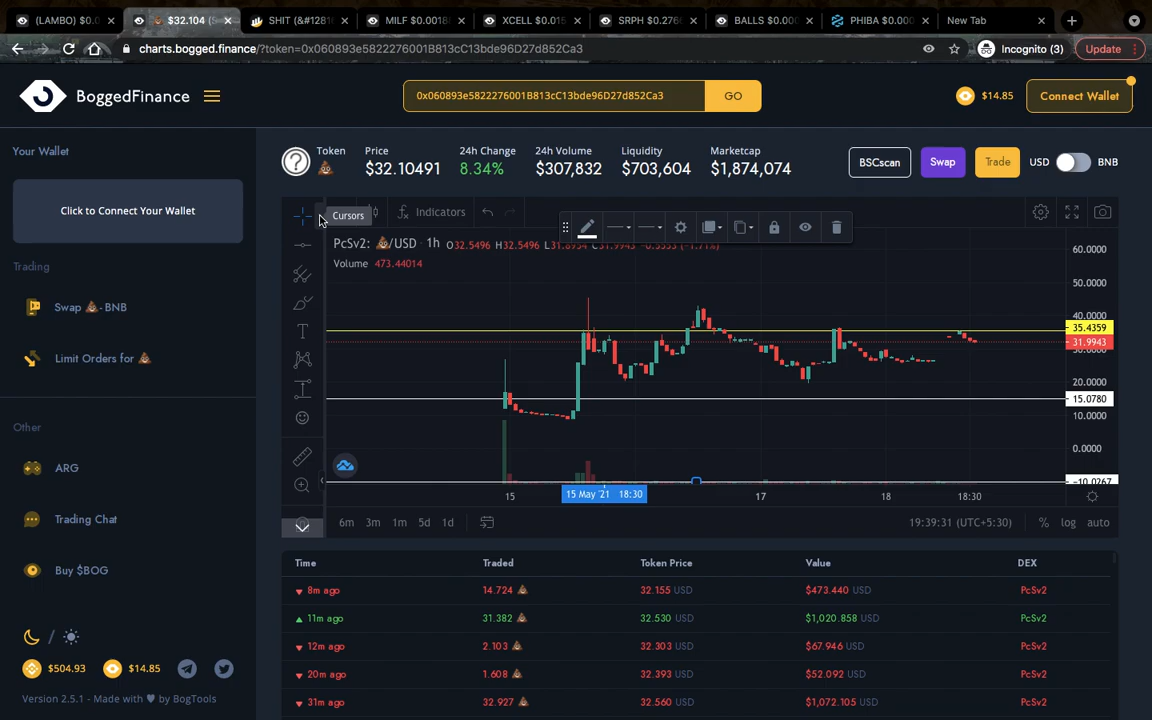 (LAMBO) $0.0
$32.104 (
SHIT (&#1281
MILF $0.0018
XCELL $0.015
SRPH $0.276
BALLS $0.00
PHIBA $0.000
New Tab
charts.bogged.finance/?token=0x060893e5822276001B813cC13bde96D27d852Ca3
Incognito (3)
Update
BoggedFinance
0x060893e5822276001B813cC13bde96D27d852Ca3
GO
$14.85
Connect Wallet
Your Wallet
Click to Connect Your Wallet
Token
💩
Price
$32.10491
24h Change
8.34%
24h Volume
$307,832
Liquidity
$703,604
Marketcap
$1,874,074
BSCscan
Swap
Trade
USD
BNB
Trading
Swap 💩-BNB
Limit Orders for 💩
Other
ARG
Trading Chat
Buy $BOG
$504.93
$14.85
Version 2.5.1 - Made with ♥ by BogTools
Cursors
Indicators
PcSv2: 💩/USD · 1h O32.5496 H32.5496
Volume 473.44014
60.0000
50.0000
40.0000
35.4359
31.9943
20.0000
15.0780
10.0000
0.0000
-10.0267
15
15 May '21 18:30
17
18
18:30
6m 3m 1m 5d 1d
19:39:31 (UTC+5:30)
% log auto
Time Traded Token Price Value DEX
8m ago 14.724 💩 32.155 USD $473.440 USD PcSv2
11m ago 31.382 💩 32.530 USD $1,020.858 USD PcSv2
12m ago 2.103 💩 32.303 USD $67.946 USD PcSv2
20m ago 1.608 💩 32.393 USD $52.092 USD PcSv2
31m ago 32.927 💩 32.560 USD $1,072.105 USD PcSv2